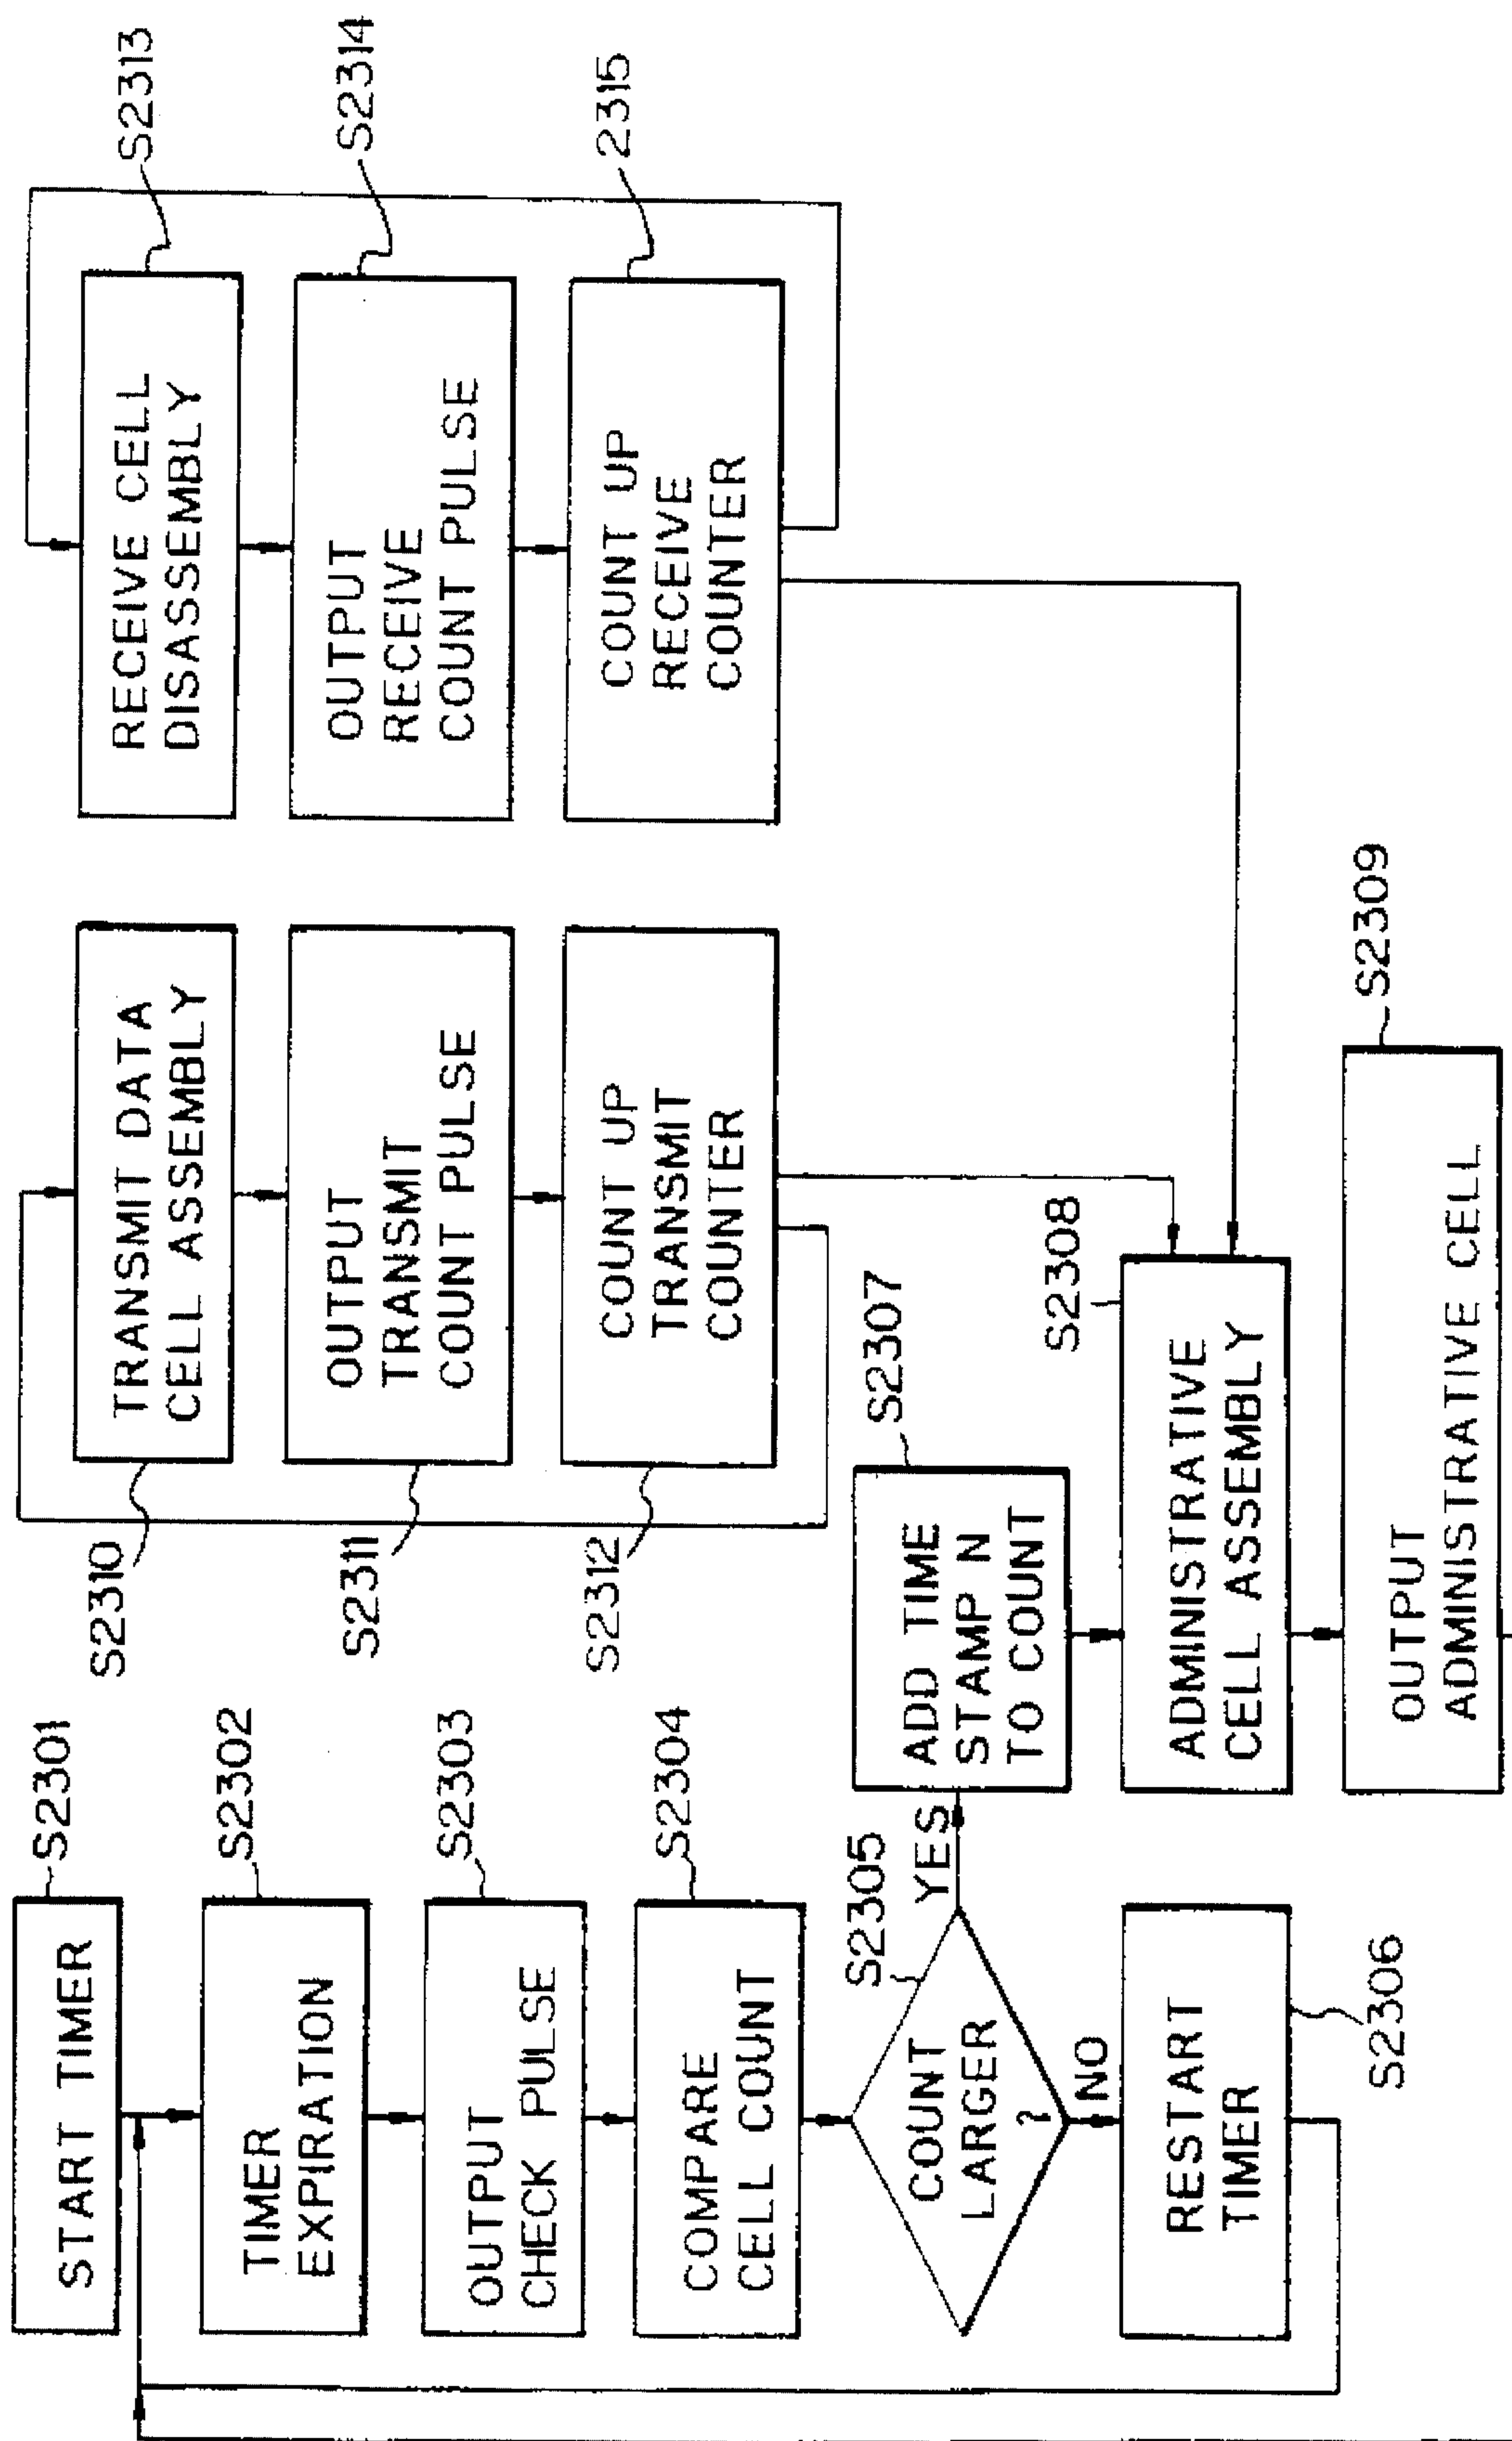 START TIMER
S2301
TIMER
EXPIRATION
S2302
OUTPUT
CHECK PULSE
S2303
COMPARE
CELL COUNT
S2304
COUNT
LARGER
?
S2305
YES
NO
RESTART
TIMER
S2306
ADD TIME
STAMP N
TO COUNT
S2307
ADMINISTRATIVE
CELL ASSEMBLY
S2308
OUTPUT
ADMINISTRATIVE CELL
S2309
TRANSMIT DATA
CELL ASSEMBLY
S2310
OUTPUT
TRANSMIT
COUNT PULSE
S2311
COUNT UP
TRANSMIT
COUNTER
S2312
RECEIVE CELL
DISASSEMBLY
S2313
OUTPUT
RECEIVE
COUNT PULSE
S2314
COUNT UP
RECEIVE
COUNTER
2315